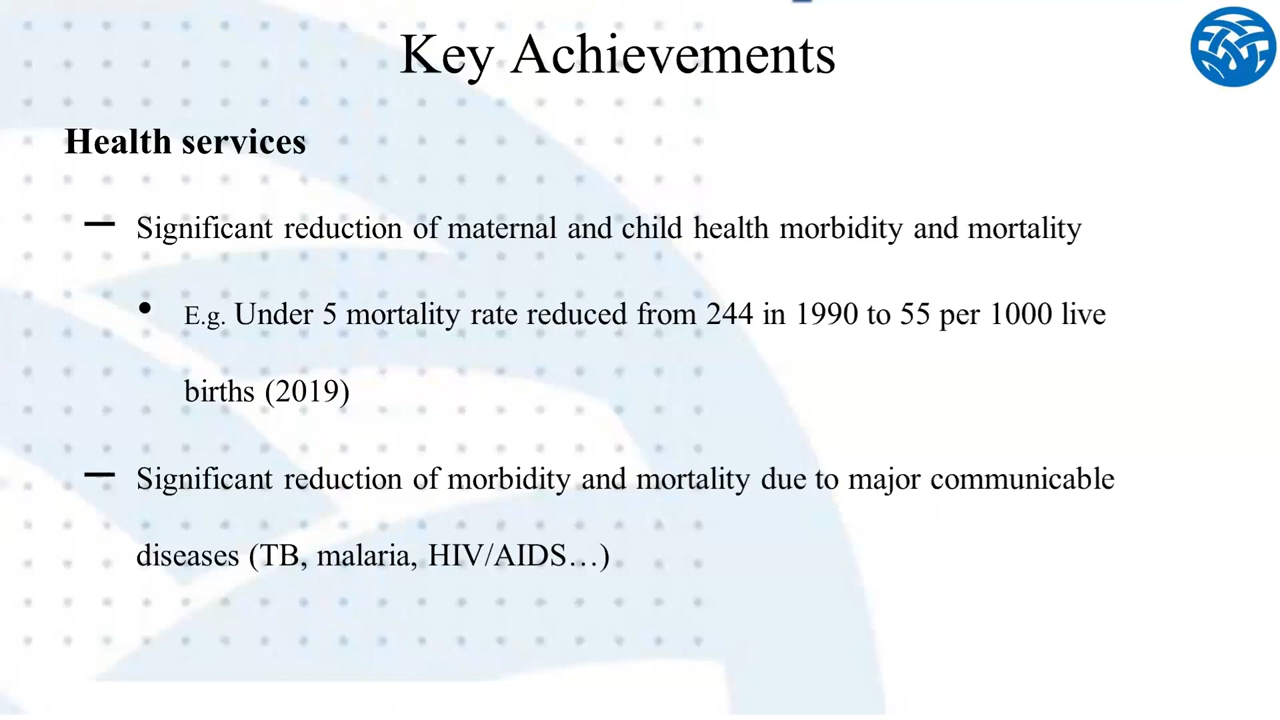 Key Achievements
Health services
– Significant reduction of maternal and child health morbidity and mortality
• E.g. Under 5 mortality rate reduced from 244 in 1990 to 55 per 1000 live
births (2019)
– Significant reduction of morbidity and mortality due to major communicable
diseases (TB, malaria, HIV/AIDS…)